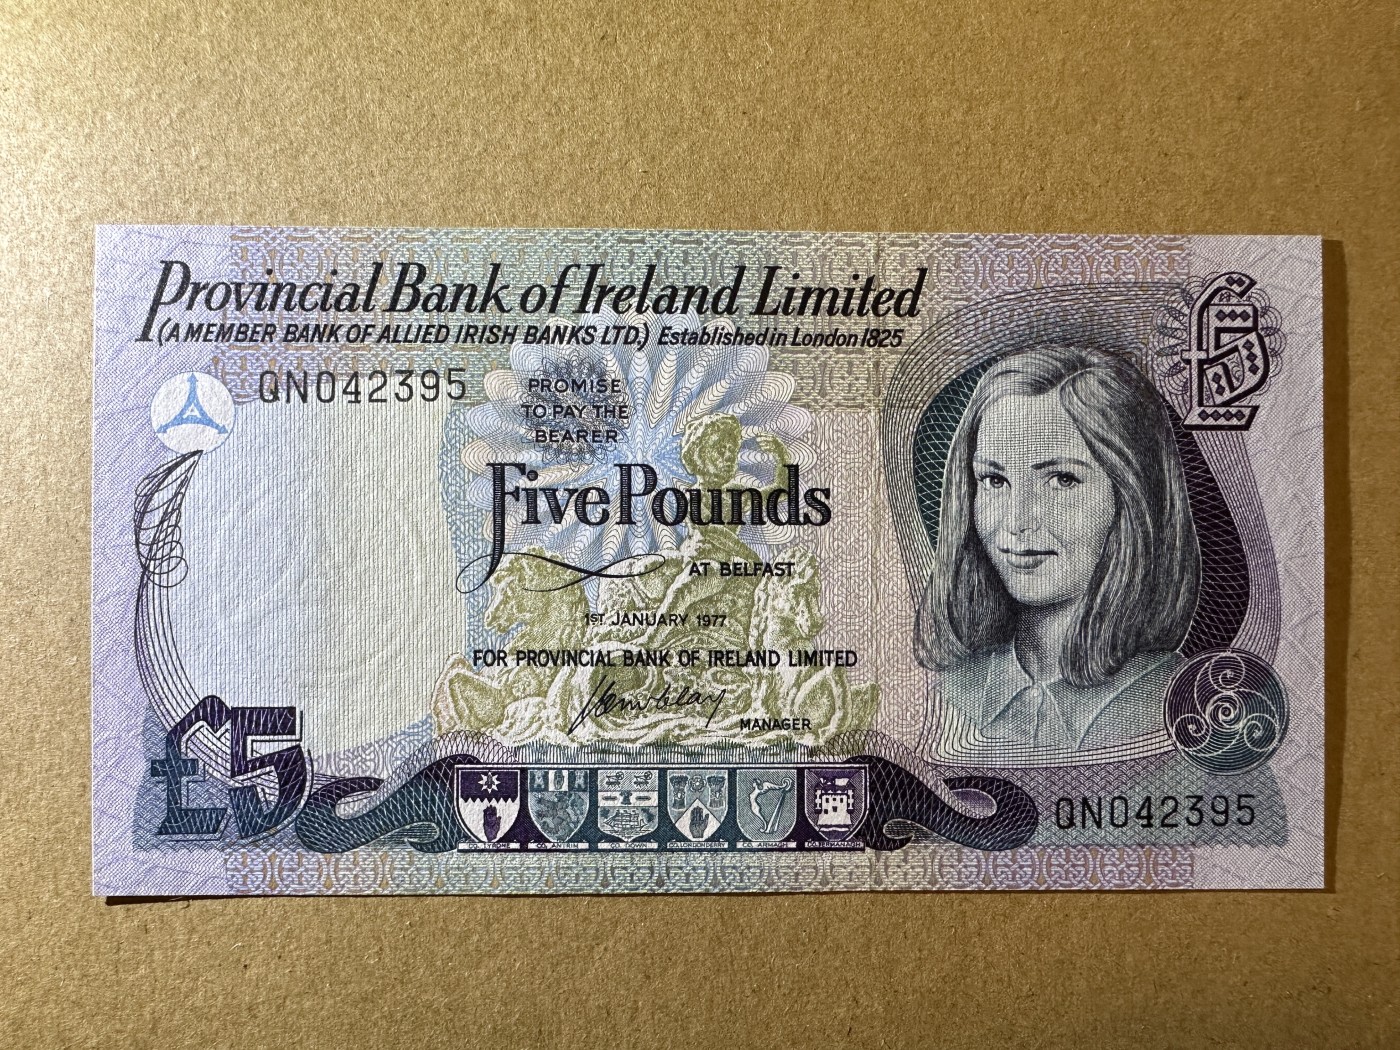 Provincial Bank of Ireland Limited
(A MEMBER BANK OF ALLIED IRISH BANKS LTD.) Established in London 1825
£5
QN042395
PROMISE
TO PAY THE
BEARER
Five Pounds
AT BELFAST
1ST JANUARY 1977
FOR PROVINCIAL BANK OF IRELAND LIMITED
MANAGER
£5
QN042395
CO. TYRONE CO. ANTRIM CO. DOWN CO. LONDONDERRY CO. ARMAGH CO. FERMANAGH